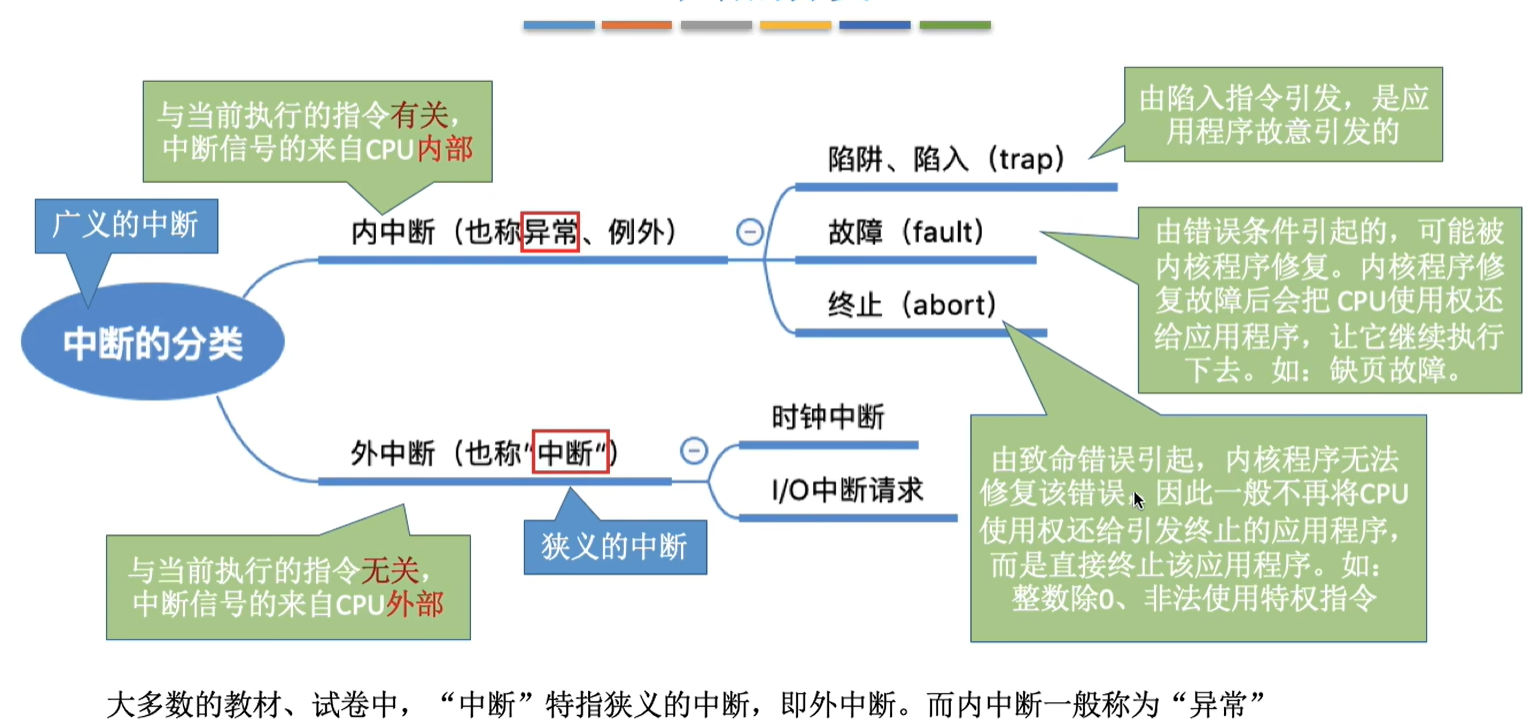 与当前执行的指令有关，
中断信号的来自CPU内部
由陷入指令引发，是应
用程序故意引发的
陷阱、陷入（trap）
广义的中断
内中断（也称异常、例外）
故障（fault）
由错误条件引起的，可能被
内核程序修复。内核程序修
复故障后会把 CPU使用权还
给应用程序，让它继续执行
下去。如：缺页故障。
终止（abort）
中断的分类
时钟中断
外中断（也称“中断“）
I/O中断请求
狭义的中断
由致命错误引起，内核程序无法
修复该错误，因此一般不再将CPU
使用权还给引发终止的应用程序，
而是直接终止该应用程序。如：
整数除0、非法使用特权指令
与当前执行的指令无关，
中断信号的来自CPU外部
大多数的教材、试卷中，“中断”特指狭义的中断，即外中断。而内中断一般称为“异常”